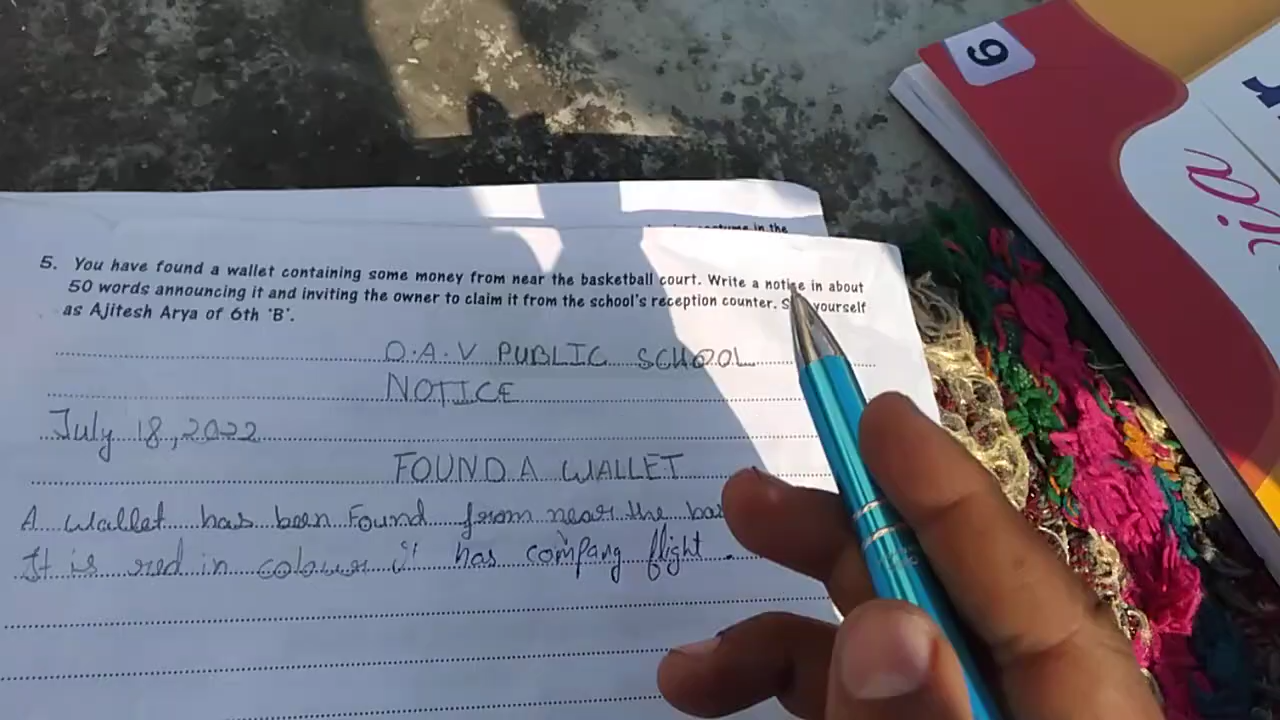 9
5. You have found a wallet containing some money from near the basketball court. Write a notice in about
50 words announcing it and inviting the owner to claim it from the school's reception counter. yourself
as Ajitesh Arya of 6th 'B'.
D.A.V PUBLIC SCHOOL
NOTICE
July 18, 2022
FOUND A WALLET
A wallet has been Found from near the
It is red in colour it has company flight.